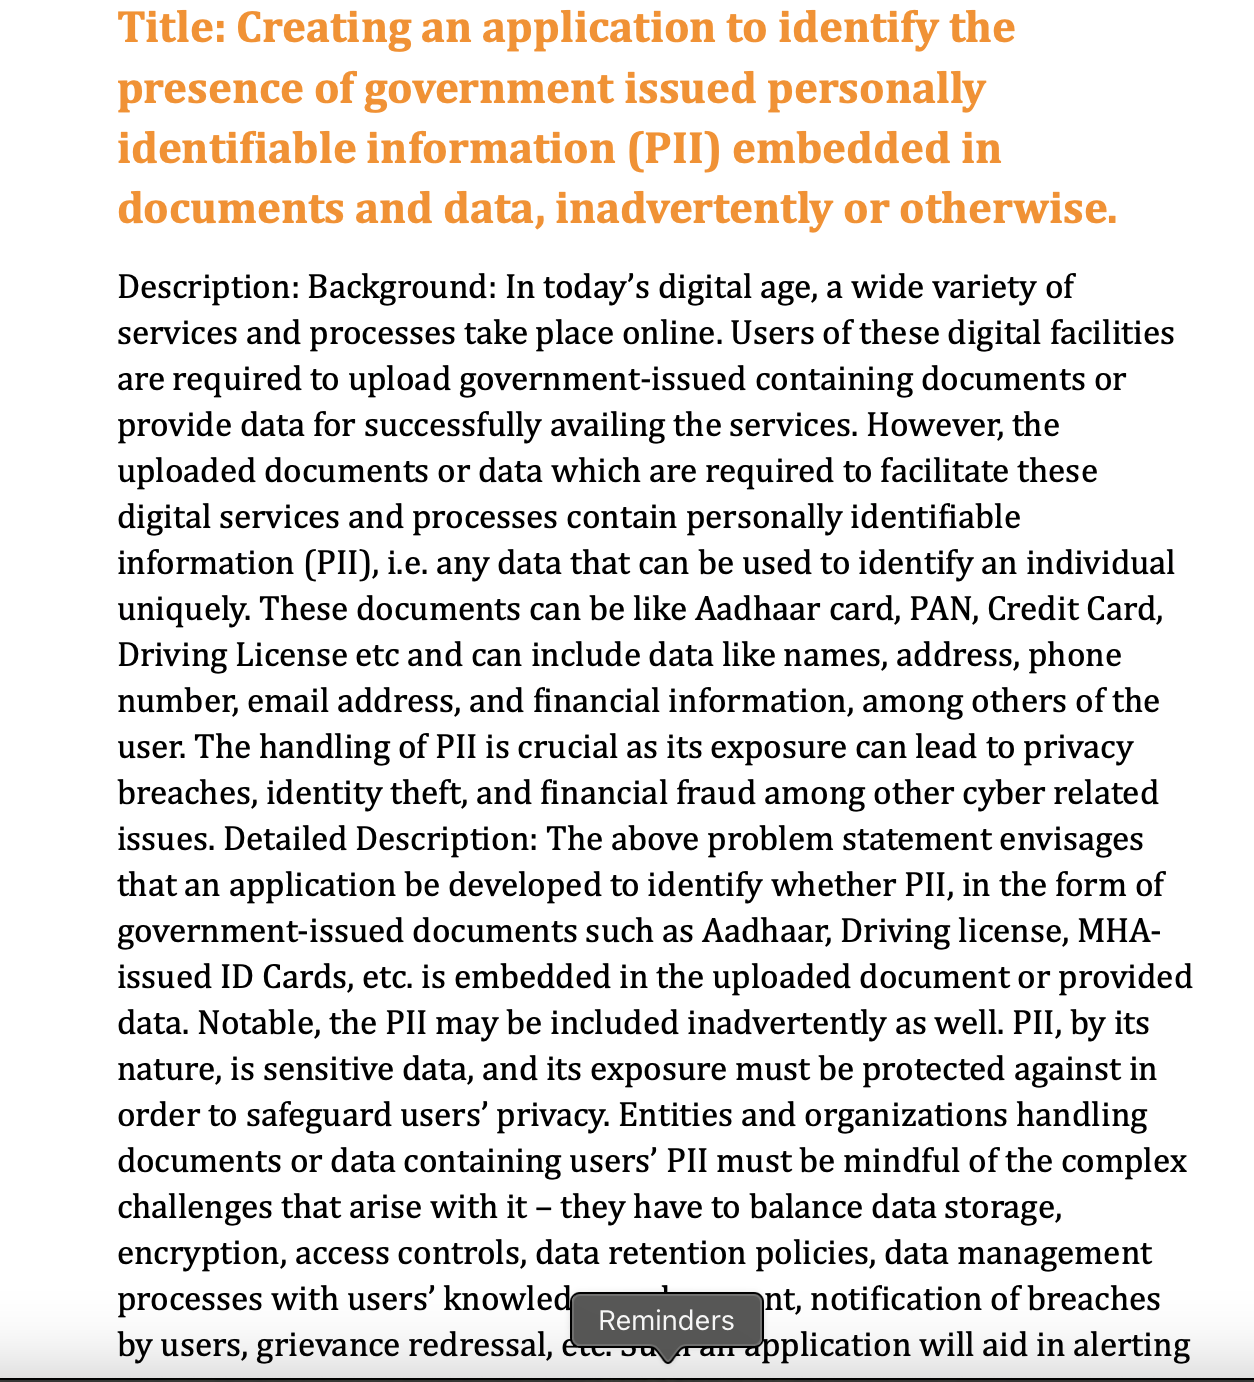 Title: Creating an application to identify the
presence of government issued personally
identifiable information (PII) embedded in
documents and data, inadvertently or otherwise.
Description: Background: In today’s digital age, a wide variety of
services and processes take place online. Users of these digital facilities
are required to upload government-issued containing documents or
provide data for successfully availing the services. However, the
uploaded documents or data which are required to facilitate these
digital services and processes contain personally identifiable
information (PII), i.e. any data that can be used to identify an individual
uniquely. These documents can be like Aadhaar card, PAN, Credit Card,
Driving License etc and can include data like names, address, phone
number, email address, and financial information, among others of the
user. The handling of PII is crucial as its exposure can lead to privacy
breaches, identity theft, and financial fraud among other cyber related
issues. Detailed Description: The above problem statement envisages
that an application be developed to identify whether PII, in the form of
government-issued documents such as Aadhaar, Driving license, MHA-
issued ID Cards, etc. is embedded in the uploaded document or provided
data. Notable, the PII may be included inadvertently as well. PII, by its
nature, is sensitive data, and its exposure must be protected against in
order to safeguard users’ privacy. Entities and organizations handling
documents or data containing users’ PII must be mindful of the complex
challenges that arise with it – they have to balance data storage,
encryption, access controls, data retention policies, data management
processes with users’ notification of breaches
Reminders
by users, grievance redressal, etc. application will aid in alerting